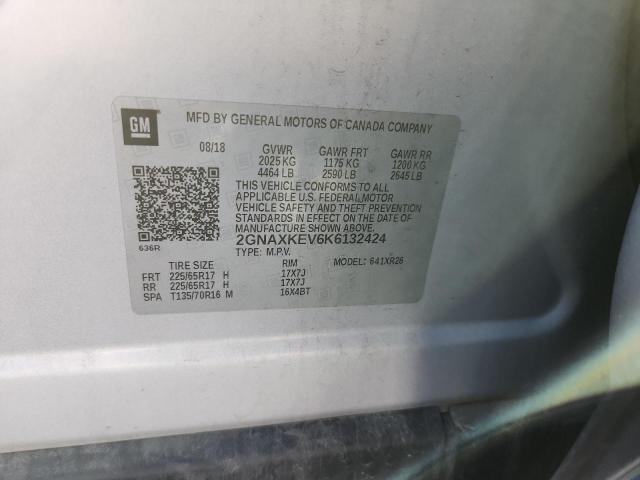 GM
MFD BY GENERAL MOTORS OF CANADA COMPANY
08/18 GVWR GAWR FRT GAWR RR
2025 KG 1175 KG 1200 KG
4464 LB 2590 LB 2645 LB
THIS VEHICLE CONFORMS TO ALL
APPLICABLE U.S. FEDERAL MOTOR
VEHICLE SAFETY AND THEFT PREVENTION
STANDARDS IN EFFECT ON THE DATE OF
MANUFACTURE SHOWN ABOVE.
2GNAXKEV6K6132424
636R
TYPE: M.P.V. MODEL: 641XR26
TIRE SIZE RIM
FRT 225/65R17 H 17X7J
RR 225/65R17 H 17X7J
SPA T135/70R16 M 16X4BT